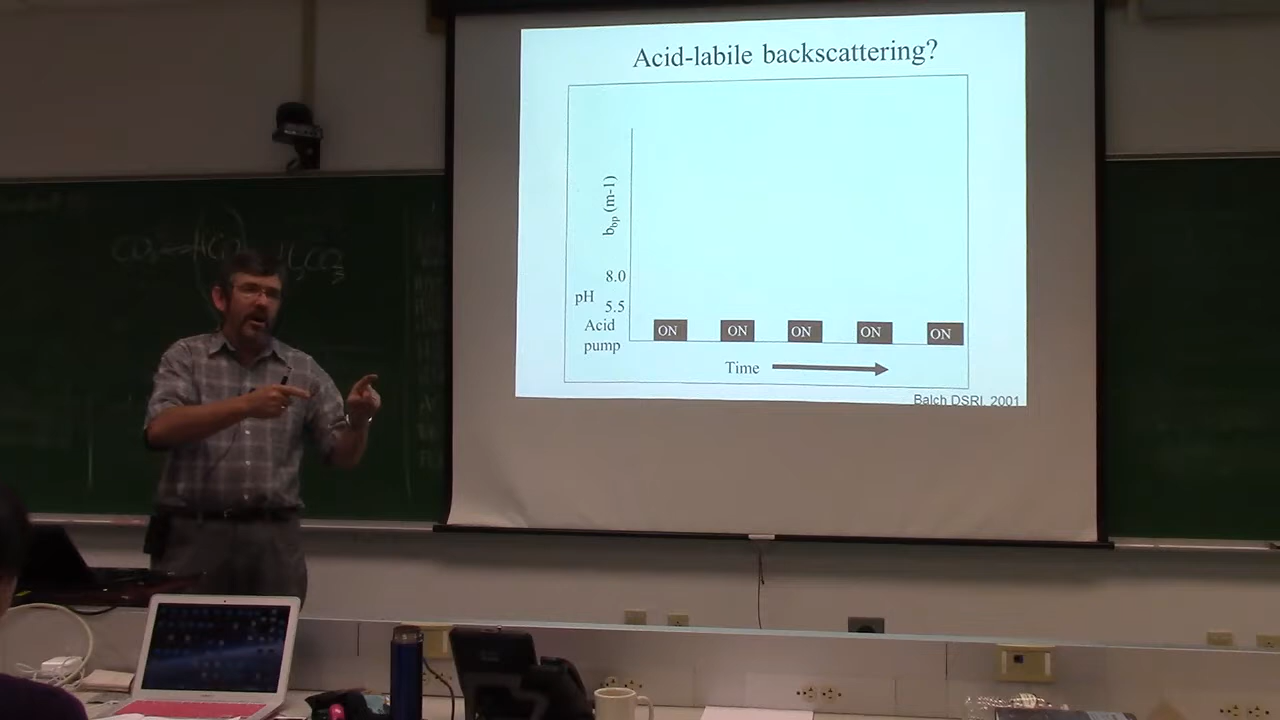 Acid-labile backscattering?
b_bp (m-1)
8.0
pH
5.5
Acid
pump
ON ON ON ON ON
Time
Balch DSRI, 2001